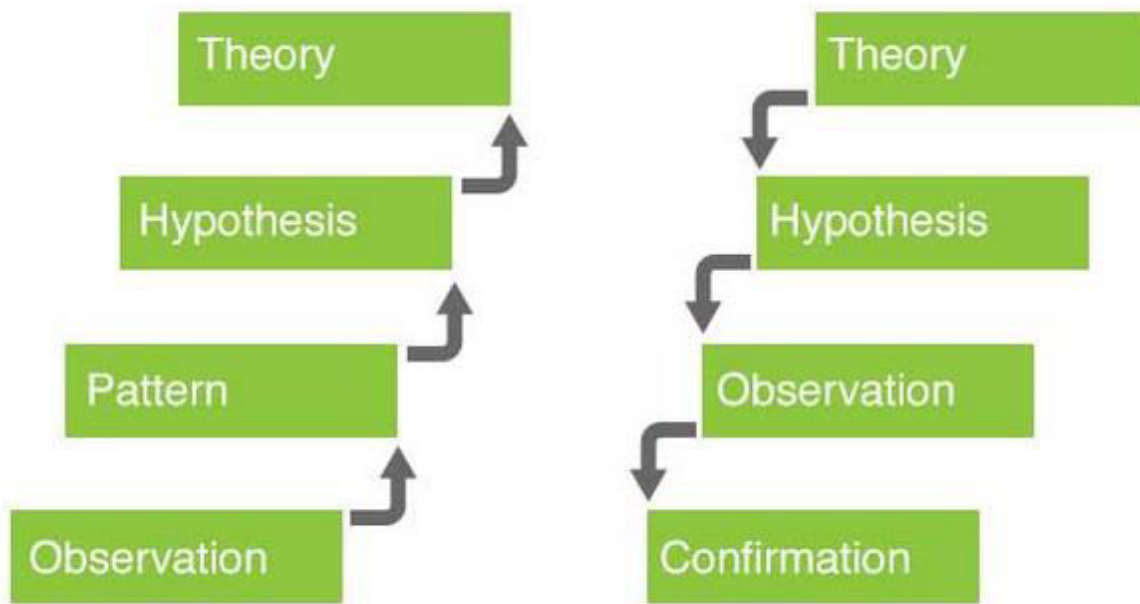 Theory
Hypothesis
Pattern
Observation
Theory
Hypothesis
Observation
Confirmation